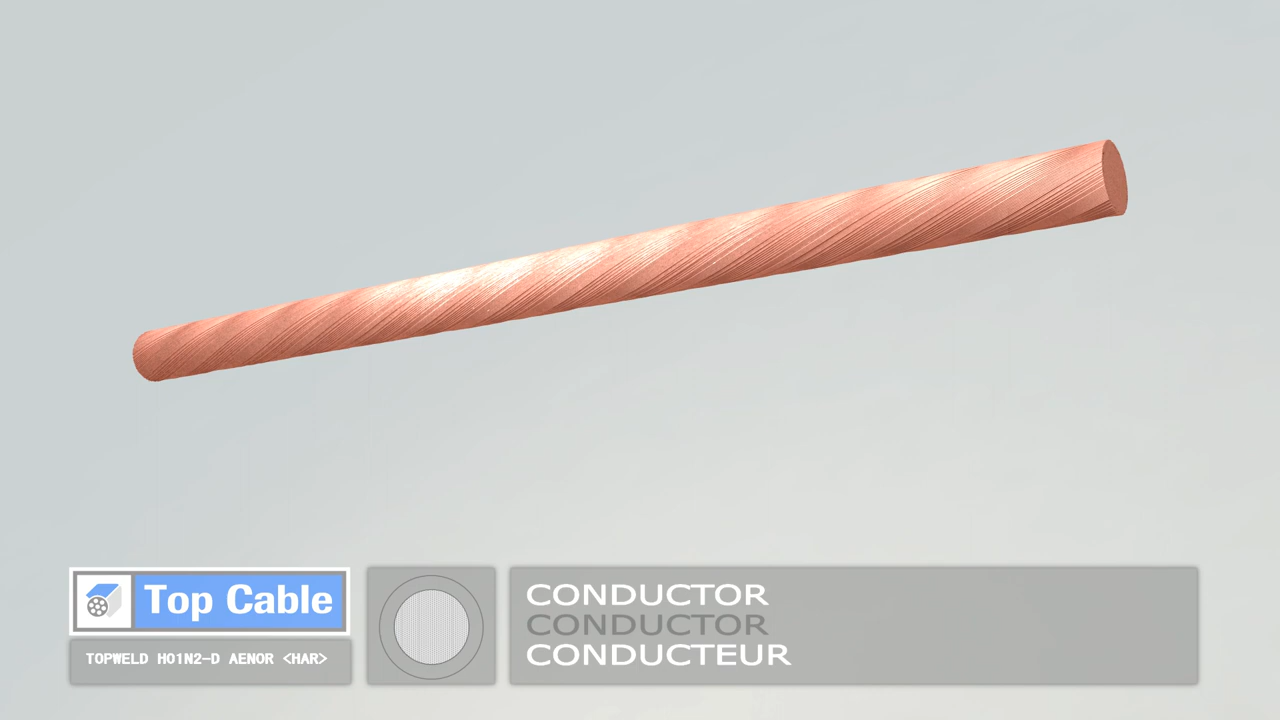 Top Cable
TOPWELD H01N2-D AENOR <HAR>
CONDUCTOR
CONDUCTOR
CONDUCTEUR